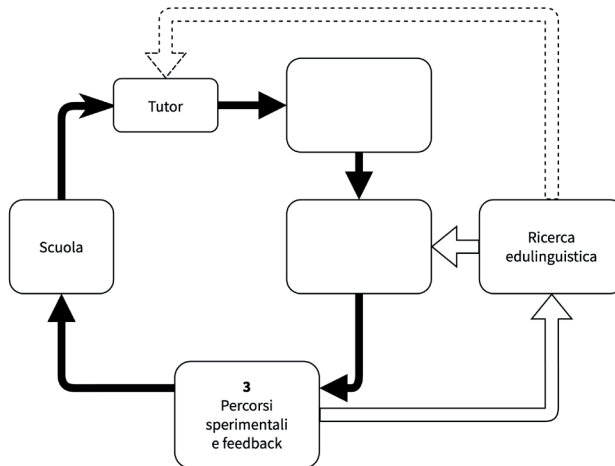 Tutor
Scuola
Ricerca
edulinguistica
3
Percorsi
sperimentali
e feedback